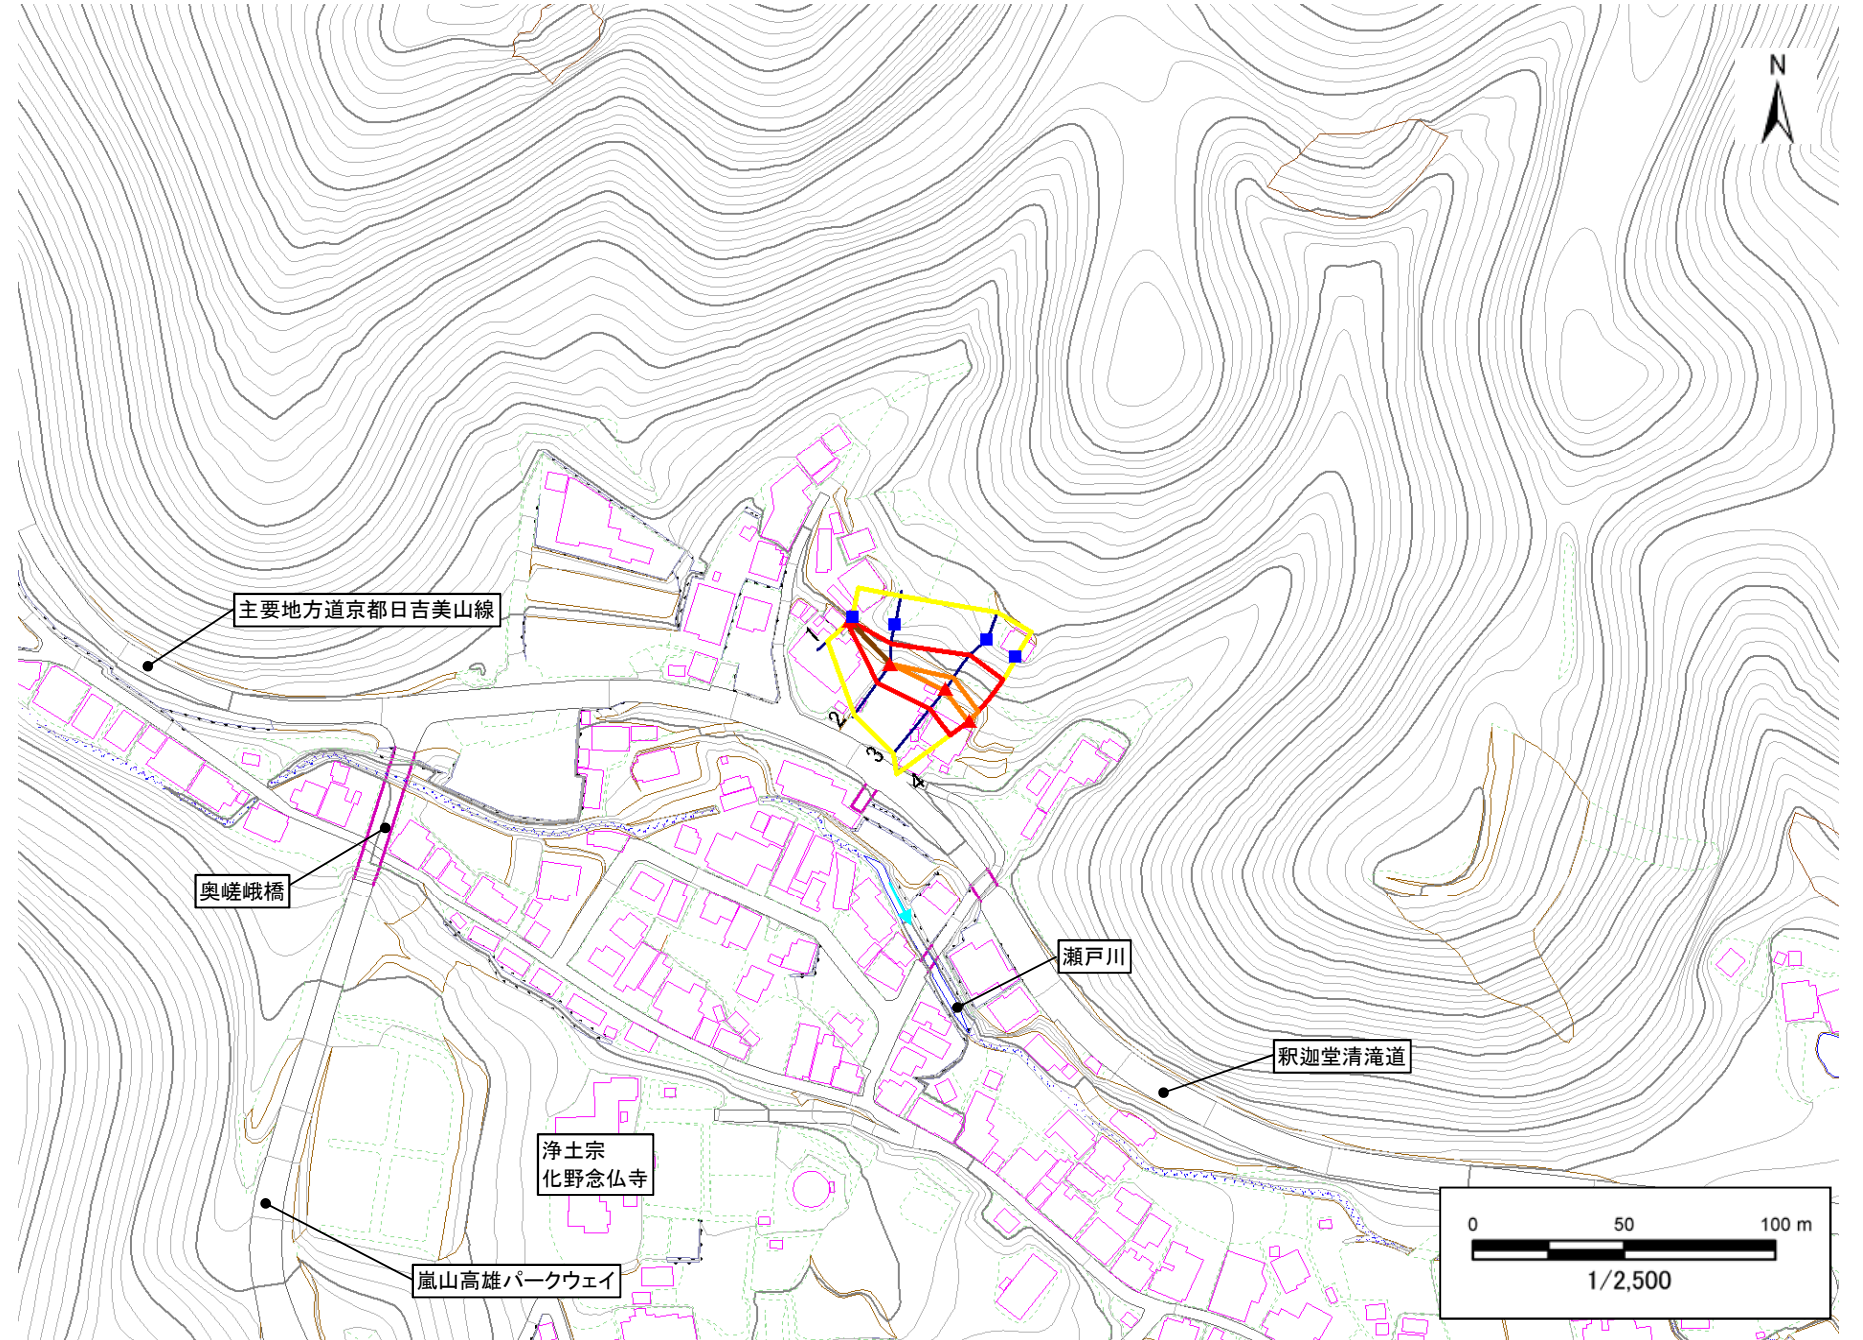 N
主要地方道京都日吉美山線
1
2
3
4
奥嵯峨橋
瀬戸川
釈迦堂清滝道
浄土宗
化野念仏寺
嵐山高雄パークウェイ
0 50 100 m
1/2,500